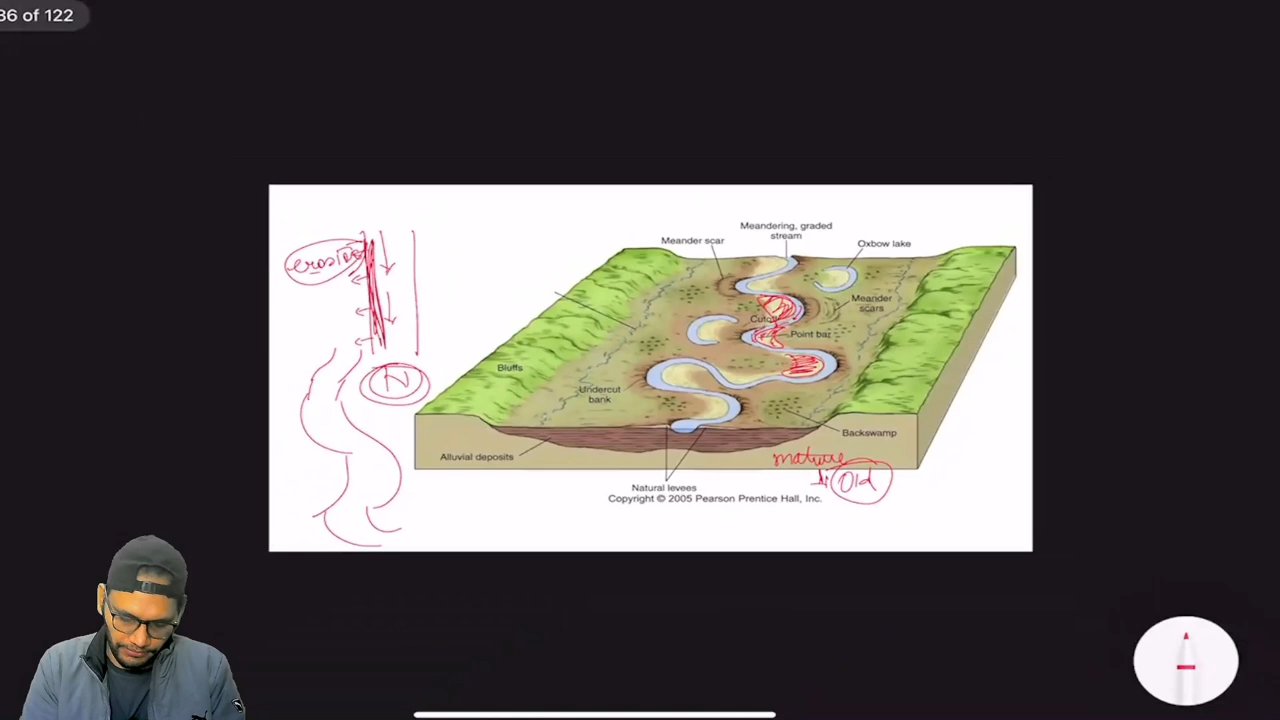 36 of 122
Meandering, graded
stream
Meander scar
Oxbow lake
erosion
Meander
scars
Cutoff
Point bar
Bluffs
N
Undercut
bank
Backswamp
Alluvial deposits
mature
Old
Natural levees
Copyright © 2005 Pearson Prentice Hall, Inc.